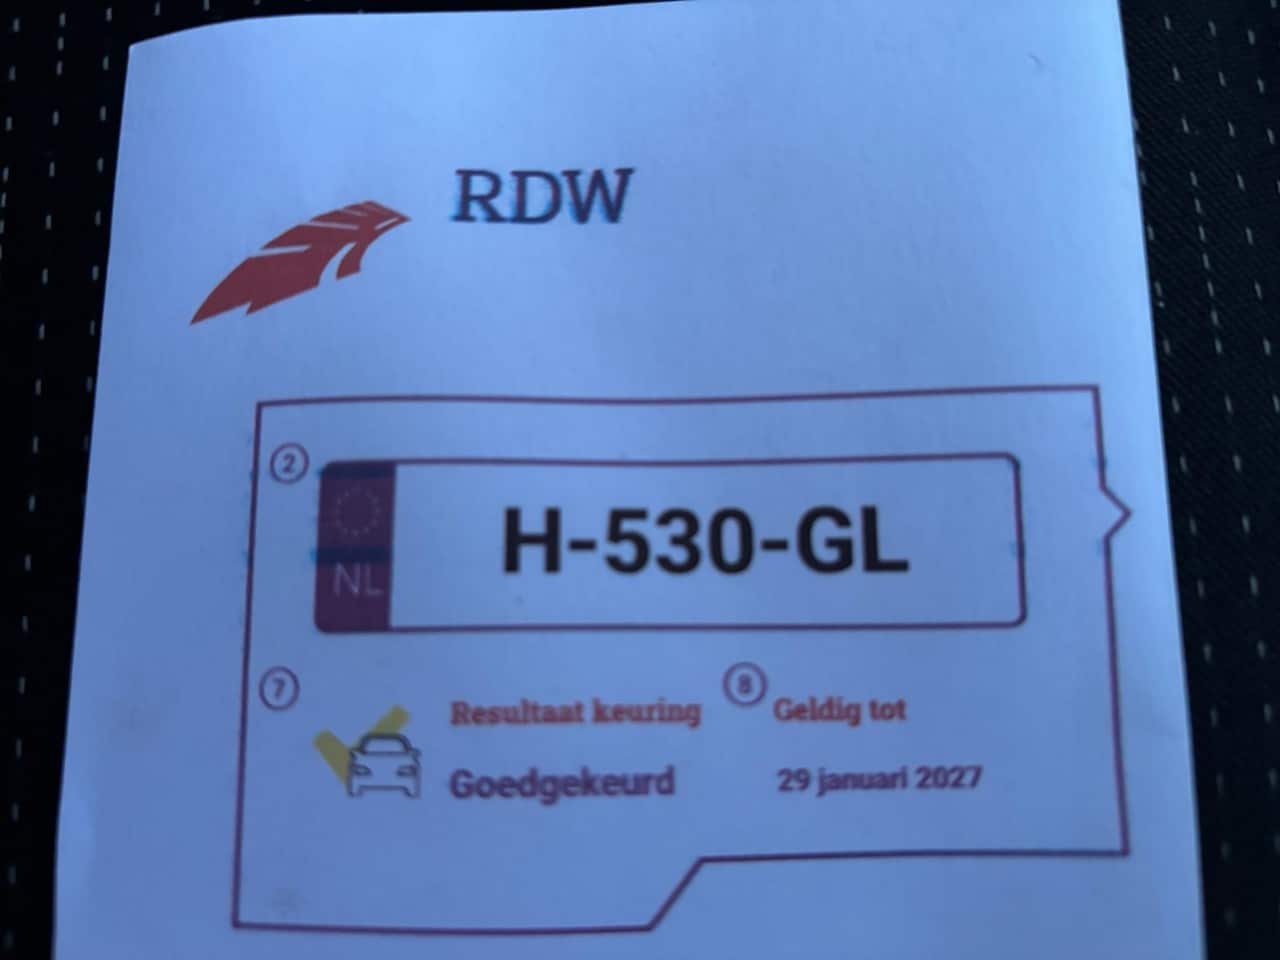 RDW
2
NL
H-530-GL
7
Resultaat keuring
8
Geldig tot
Goedgekeurd
29 januari 2027